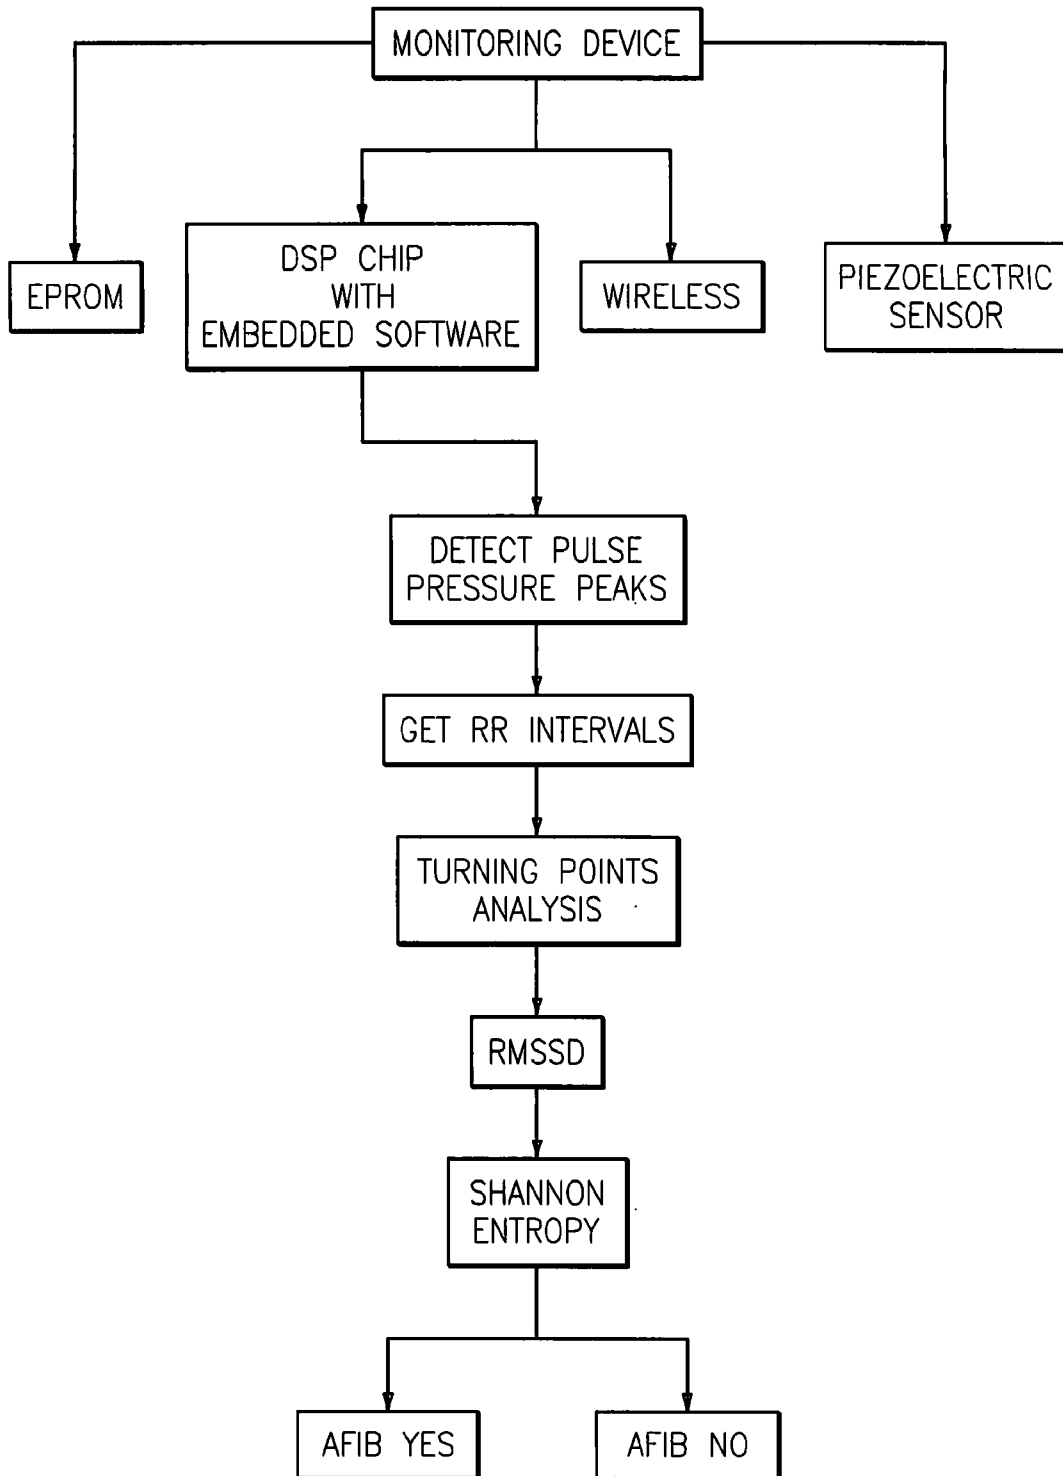 MONITORING DEVICE
EPROM
DSP CHIP
WITH
EMBEDDED SOFTWARE
WIRELESS
PIEZOELECTRIC
SENSOR
DETECT PULSE
PRESSURE PEAKS
GET RR INTERVALS
TURNING POINTS
ANALYSIS
RMSSD
SHANNON
ENTROPY
AFIB YES
AFIB NO